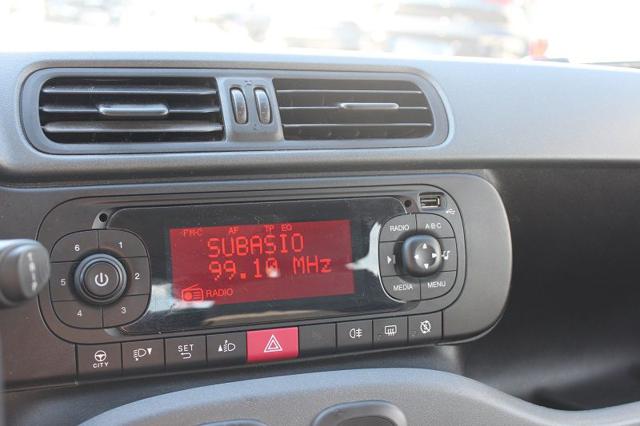 FM-C AF TP EQ
SUBASIO
99.10 MHz
RADIO
6 1
5 2
4 3
RADIO ABC
MEDIA MENU
CITY
SET